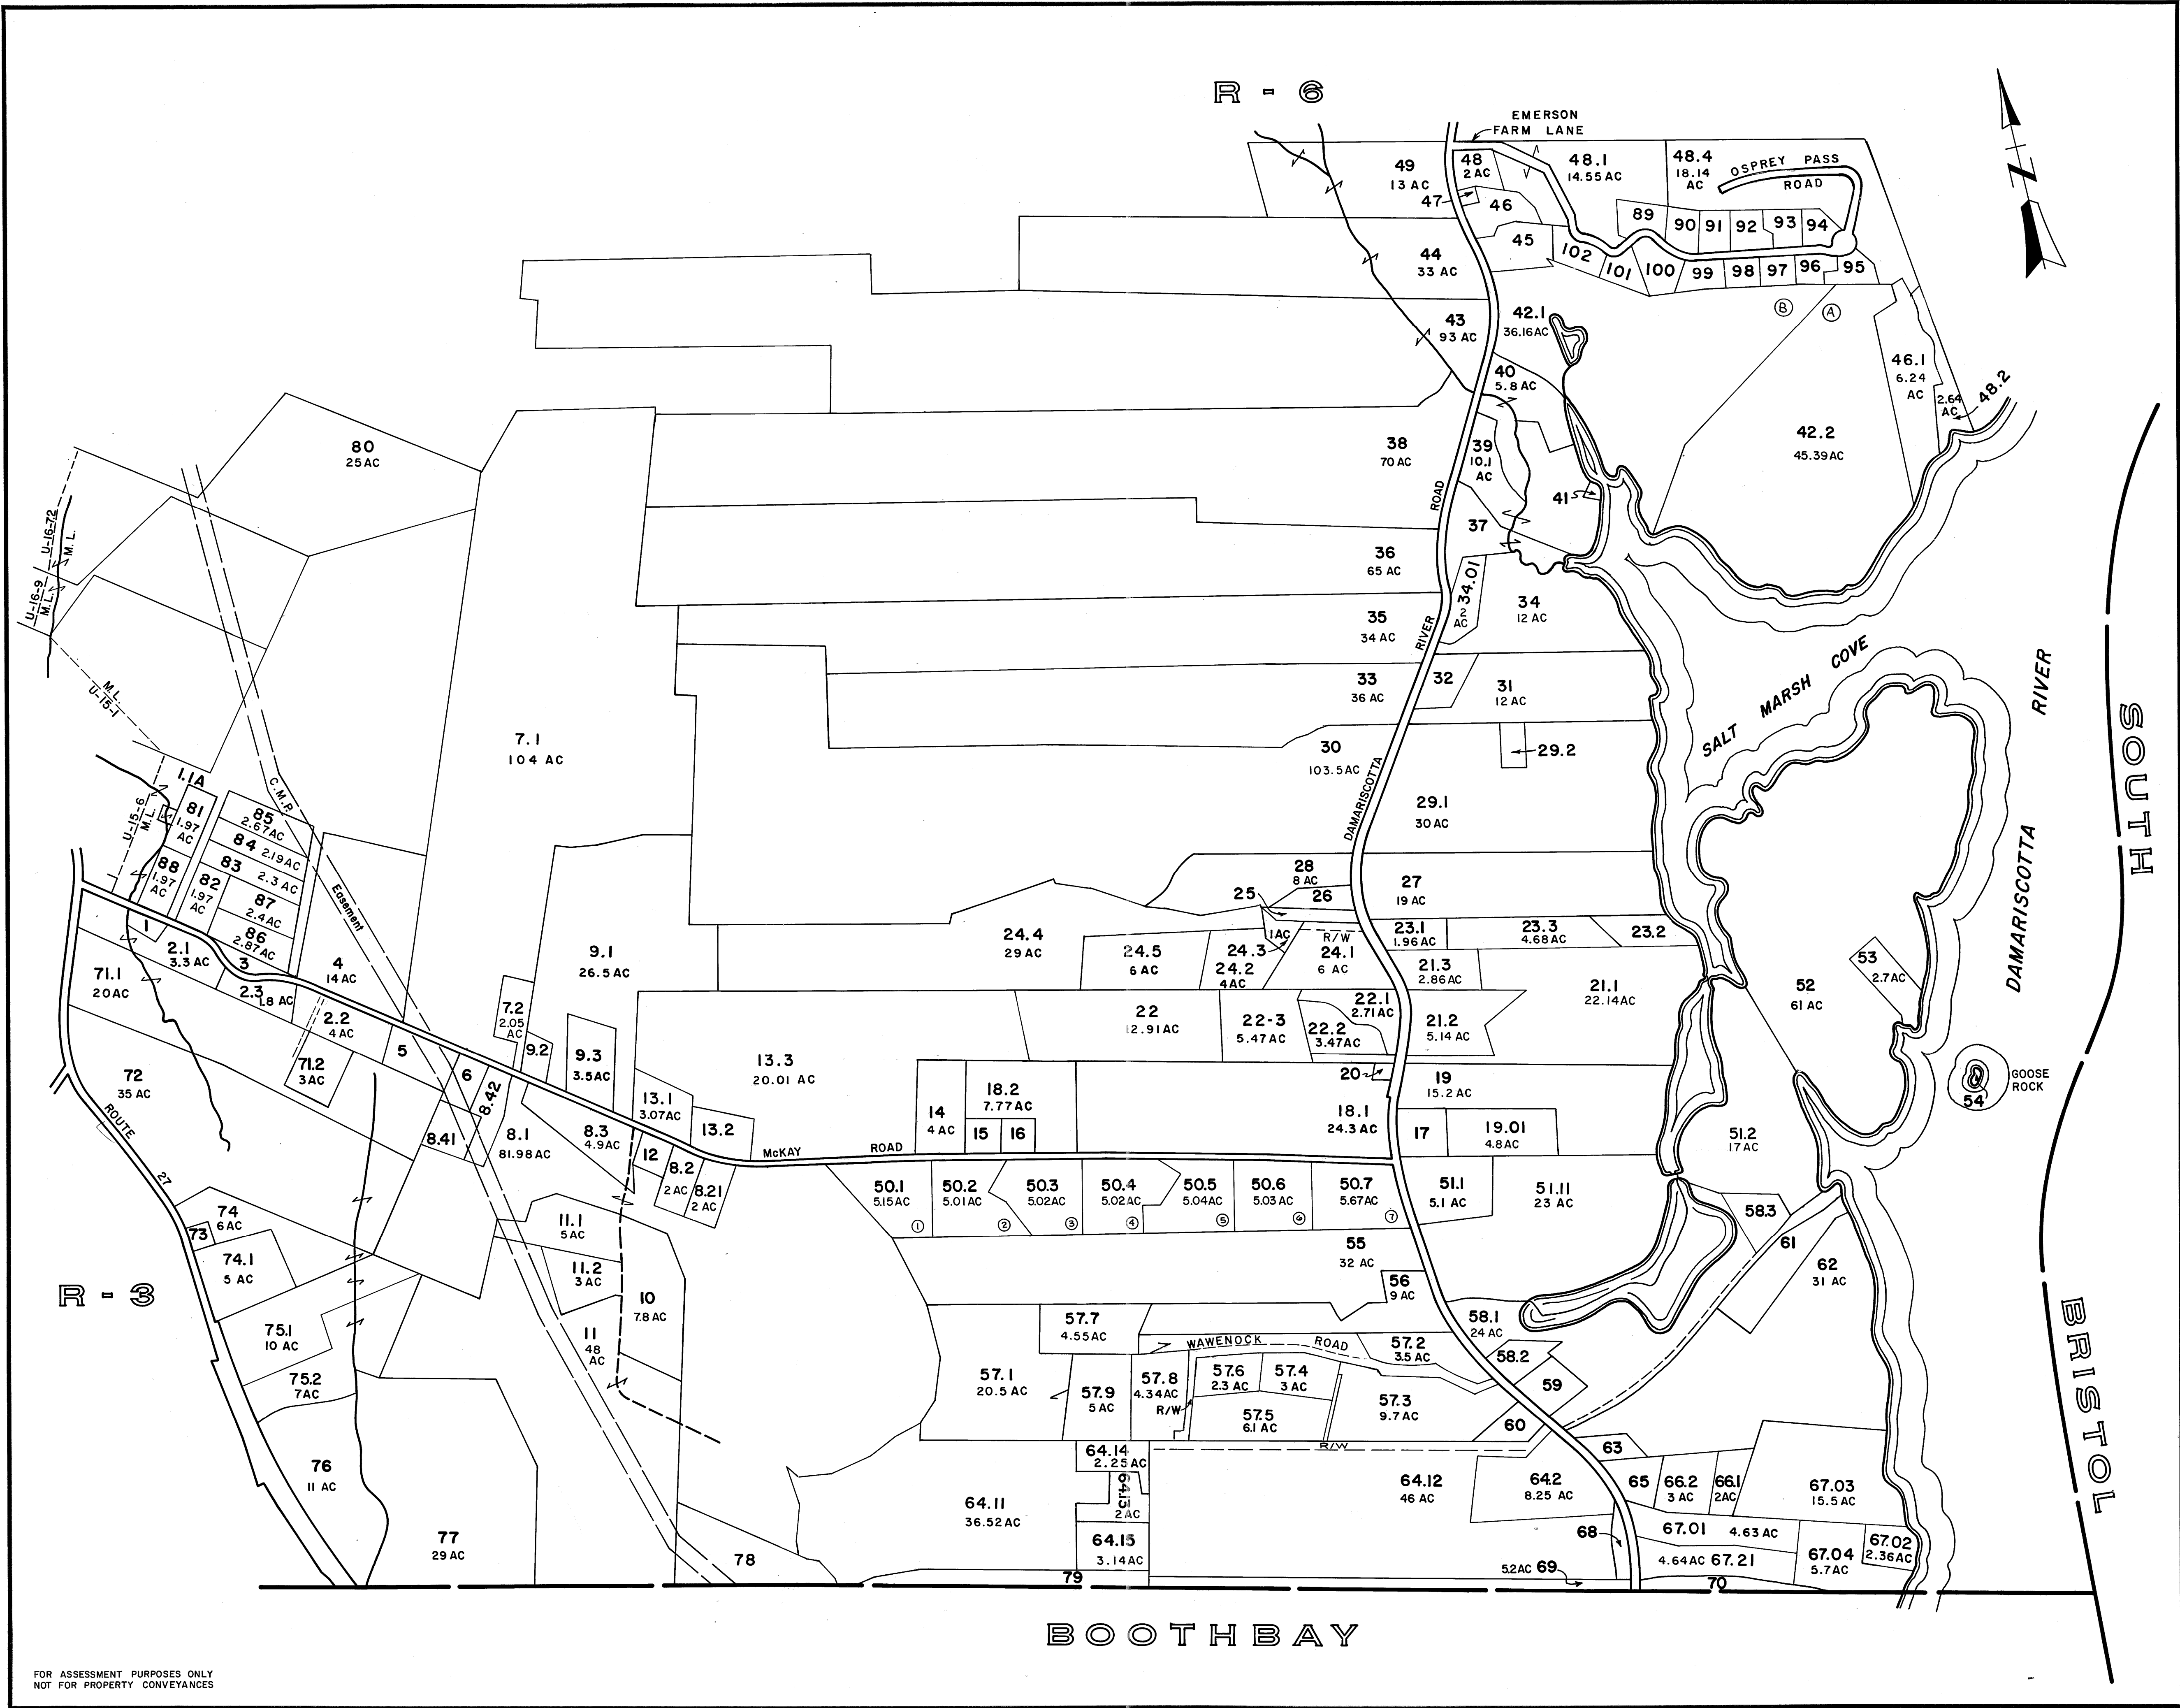 R - 6
EMERSON
FARM LANE
49
13 AC
48
2 AC
47
46
48.1
14.55 AC
48.4
18.14
AC
OSPREY PASS
ROAD
89
90
91
92
93
94
45
102
101
100
99
98
97
96
95
44
33 AC
B
A
43
93 AC
42.1
36.16 AC
40
5.8 AC
46.1
6.24
AC
2.64
AC
48.2
42.2
45.39 AC
80
25 AC
38
70 AC
39
10.1
AC
41
37
ROAD
U-16-72
M. L.
U-16-9
M. L.
36
65 AC
34.01
2
AC
34
12 AC
35
34 AC
RIVER
33
36 AC
32
31
12 AC
SALT MARSH COVE
RIVER
M. L.
U-15-1
SOUTH
7.1
104 AC
30
103.5 AC
29.2
DAMARISCOTTA
29.1
30 AC
C. M. P.
Easement
1.1A
81
1.97
AC
U-15-6
M. L.
85
2.67 AC
84 2.19 AC
83
2.3 AC
88
1.97
AC
82
1.97
AC
87
2.4 AC
86
2.87 AC
DAMARISCOTTA
28
8 AC
25
26
27
19 AC
1
2.1
3.3 AC
3
4
14 AC
71.1
20 AC
2.3
1.8 AC
2.2
4 AC
9.1
26.5 AC
24.4
29 AC
24.5
6 AC
24.3
1 AC
24.2
4 AC
R/W
24.1
6 AC
23.1
1.96 AC
23.3
4.68 AC
23.2
21.3
2.86 AC
21.1
22.14 AC
52
61 AC
53
2.7 AC
7.2
2.05
AC
9.2
9.3
3.5 AC
22
12.91 AC
22-3
5.47 AC
22.1
2.71 AC
22.2
3.47 AC
21.2
5.14 AC
5
6
8.42
71.2
3 AC
72
35 AC
13.3
20.01 AC
20
19
15.2 AC
GOOSE
ROCK
54
ROUTE
27
8.41
8.1
81.98 AC
8.3
4.9 AC
13.1
3.07 AC
13.2
12
8.2
2 AC
8.21
2 AC
McKAY
ROAD
14
4 AC
18.2
7.77 AC
15
16
18.1
24.3 AC
17
19.01
4.8 AC
51.2
17 AC
50.1
5.15 AC
1
50.2
5.01 AC
2
50.3
5.02 AC
3
50.4
5.02 AC
4
50.5
5.04 AC
5
50.6
5.03 AC
6
50.7
5.67 AC
7
51.1
5.1 AC
51.11
23 AC
58.3
61
62
31 AC
74
6 AC
73
74.1
5 AC
11.1
5 AC
11.2
3 AC
10
7.8 AC
11
48
AC
R - 3
55
32 AC
56
9 AC
75.1
10 AC
75.2
7 AC
57.7
4.55 AC
WAWENOCK ROAD
57.2
3.5 AC
58.1
24 AC
58.2
59
BRISTOL
57.1
20.5 AC
57.9
5 AC
57.8
4.34 AC
R/W
57.6
2.3 AC
57.4
3 AC
57.5
6.1 AC
57.3
9.7 AC
60
R/W
63
76
11 AC
77
29 AC
64.14
2.25 AC
64.13
2 AC
64.15
3.14 AC
64.11
36.52 AC
64.12
46 AC
64.2
8.25 AC
65
66.2
3 AC
66.1
2 AC
67.03
15.5 AC
68
67.01 4.63 AC
4.64 AC 67.21
67.04
5.7 AC
67.02
2.36 AC
78
79
5.2 AC 69
70
BOOTHBAY
FOR ASSESSMENT PURPOSES ONLY
NOT FOR PROPERTY CONVEYANCES